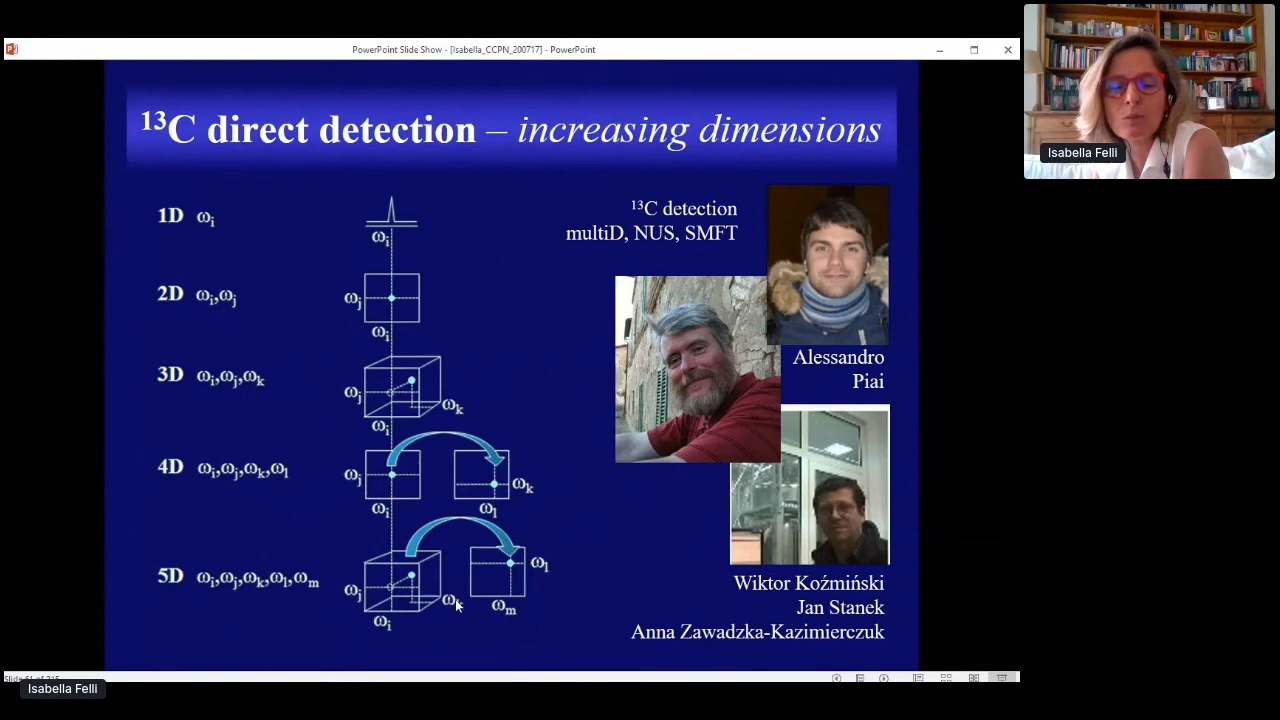 PowerPoint Slide Show - [Isabella_CCPN_200717] - PowerPoint
¹³C direct detection – increasing dimensions
1D ωᵢ
ωᵢ
2D ωᵢ,ωⱼ
ωⱼ
ωᵢ
3D ωᵢ,ωⱼ,ωₖ
ωⱼ
ωₖ
ωᵢ
4D ωᵢ,ωⱼ,ωₖ,ωₗ
ωⱼ
ωₖ
ωᵢ
ωₗ
5D ωᵢ,ωⱼ,ωₖ,ωₗ,ωₘ
ωⱼ
ωₖ
ωₗ
ωᵢ
ωₘ
¹³C detection
multiD, NUS, SMFT
Alessandro
Piai
Wiktor Koźmiński
Jan Stanek
Anna Zawadzka-Kazimierczuk
Isabella Felli
Isabella Felli